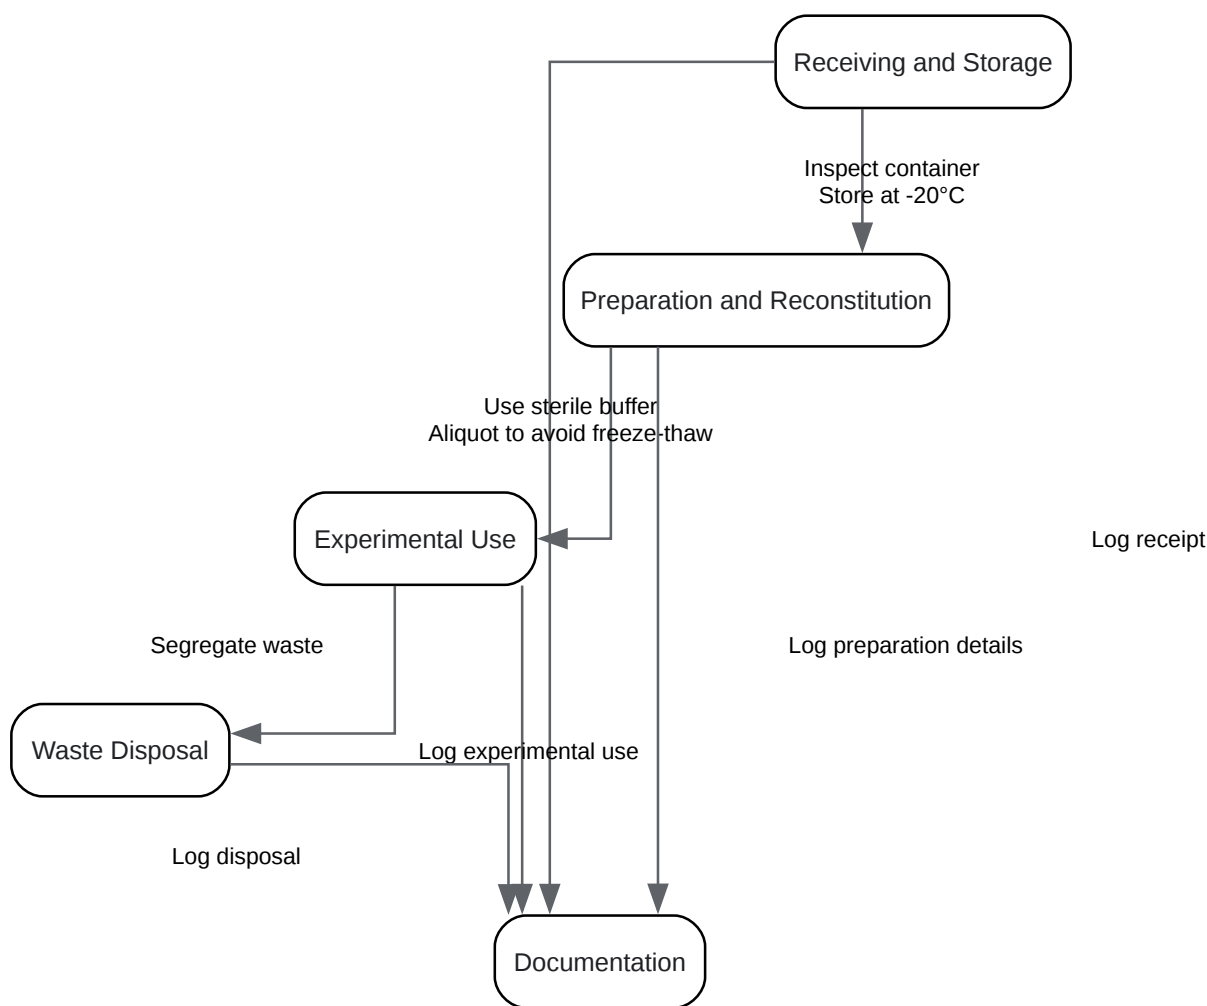 Receiving and Storage
Inspect container
Store at -20°C
Preparation and Reconstitution
Use sterile buffer
Aliquot to avoid freeze-thaw
Experimental Use
Log receipt
Segregate waste
Log preparation details
Waste Disposal
Log experimental use
Log disposal
Documentation